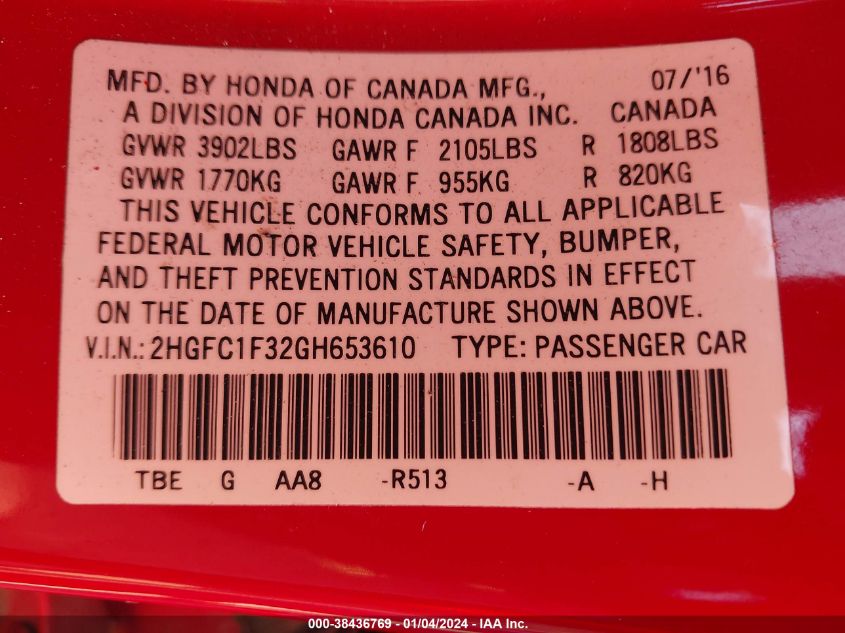 MFD. BY HONDA OF CANADA MFG., 07/'16
A DIVISION OF HONDA CANADA INC. CANADA
GVWR 3902LBS GAWR F 2105LBS R 1808LBS
GVWR 1770KG GAWR F 955KG R 820KG
THIS VEHICLE CONFORMS TO ALL APPLICABLE
FEDERAL MOTOR VEHICLE SAFETY, BUMPER,
AND THEFT PREVENTION STANDARDS IN EFFECT
ON THE DATE OF MANUFACTURE SHOWN ABOVE.
V.I.N.: 2HGFC1F32GH653610 TYPE: PASSENGER CAR
TBE G AA8 -R513 -A -H
000-38436769 - 01/04/2024 - IAA Inc.